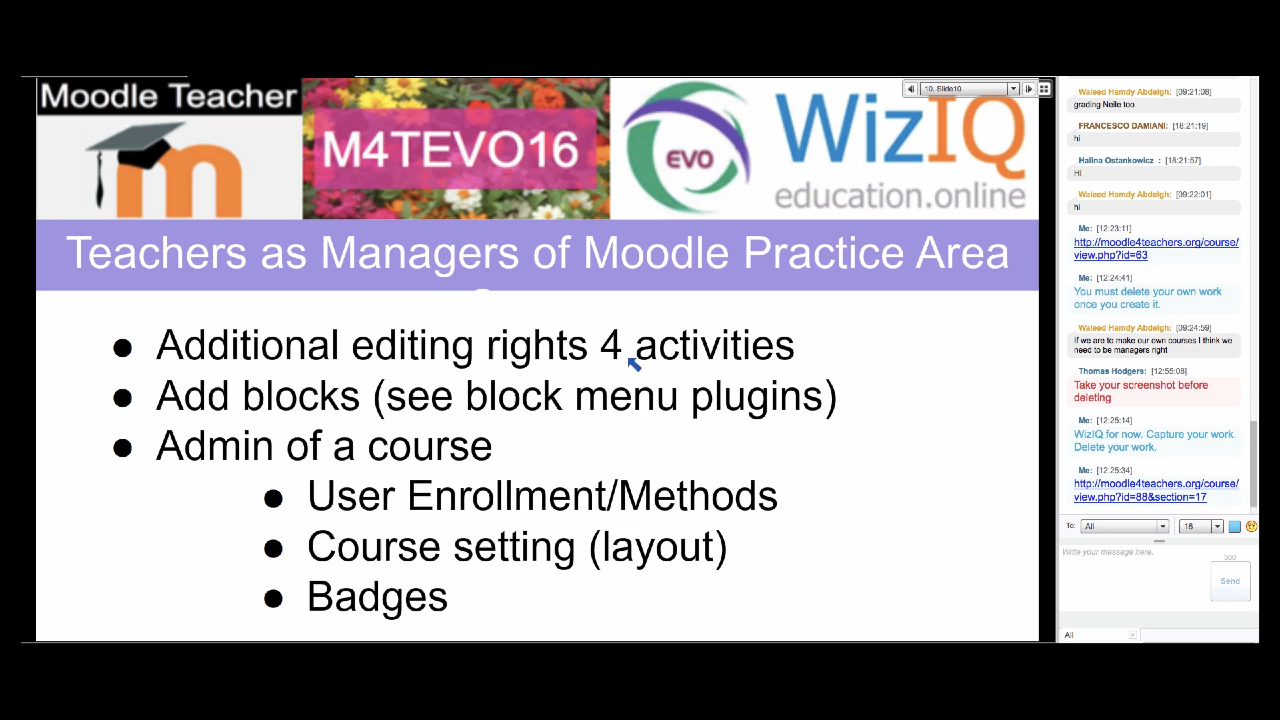 Moodle Teacher
m
M4TEVO16
EVO
WizIQ
education.online
10. Slide10
Teachers as Managers of Moodle Practice Area
● Additional editing rights 4 activities
● Add blocks (see block menu plugins)
● Admin of a course
● User Enrollment/Methods
● Course setting (layout)
● Badges
Waleed Hamdy Abdelgh: [09:21:08]
grading Nelle too
FRANCESCO DAMIANI: [18:21:19]
hi
Halina Ostankowicz : [18:21:57]
Hi
Waleed Hamdy Abdelgh: [09:22:01]
hi
Me: [12:23:11]
http://moodle4teachers.org/course/
view.php?id=63
Me: [12:24:41]
You must delete your own work
once you create it.
Waleed Hamdy Abdelgh: [09:24:59]
If we are to make our own courses I think we
need to be managers right
Thomas Hodgers: [12:55:08]
Take your screenshot before
deleting
Me: [12:25:14]
WizIQ for now. Capture your work.
Delete your work.
Me: [12:25:34]
http://moodle4teachers.org/course/
view.php?id=88&section=17
To: All 16
Write your message here.
300
Send
All